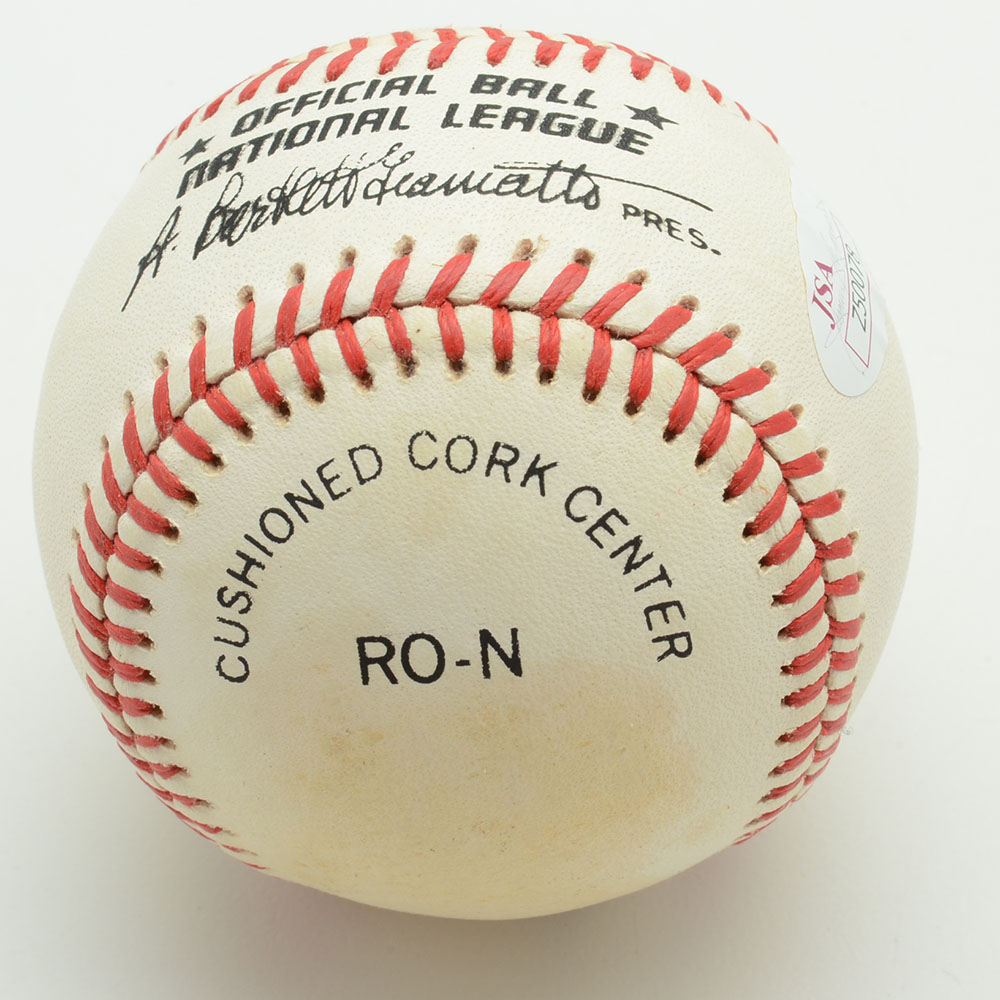 ★ OFFICIAL BALL ★
NATIONAL LEAGUE
A. Bartlett Giamatti PRES.
JSA
CUSHIONED CORK CENTER
RO-N